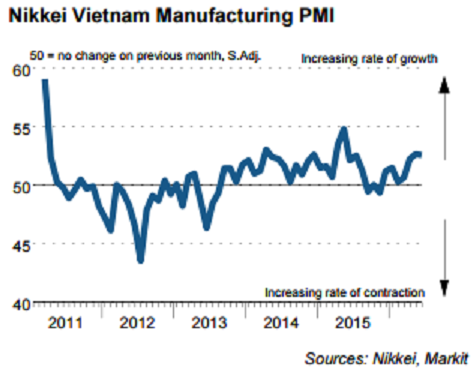 Nikkei Vietnam Manufacturing PMI
50 = no change on previous month, S.Adj.
Increasing rate of growth
60
55
50
45
40
Increasing rate of contraction
2011 2012 2013 2014 2015
Sources: Nikkei, Markit